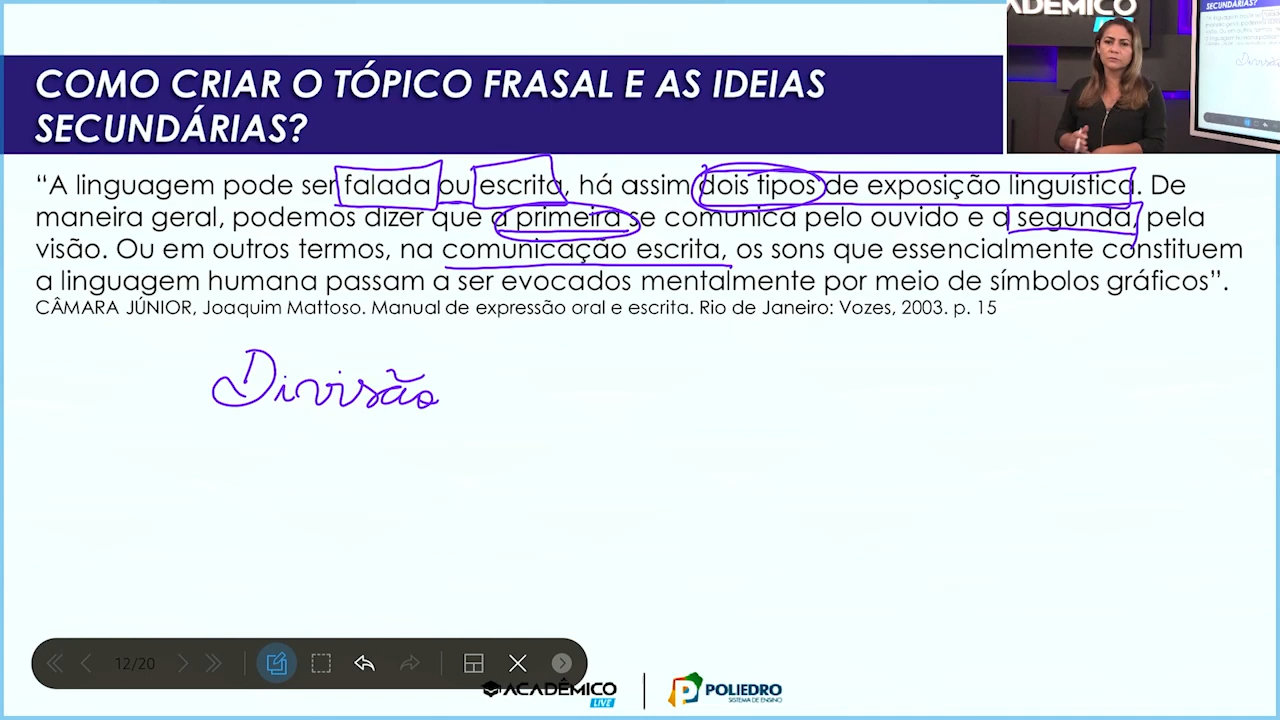 COMO CRIAR O TÓPICO FRASAL E AS IDEIAS
SECUNDÁRIAS?
“A linguagem pode ser falada ou escrita, há assim dois tipos de exposição linguística. De
maneira geral, podemos dizer que a primeira se comunica pelo ouvido e a segunda, pela
visão. Ou em outros termos, na comunicação escrita, os sons que essencialmente constituem
a linguagem humana passam a ser evocados mentalmente por meio de símbolos gráficos”.
CÂMARA JÚNIOR, Joaquim Mattoso. Manual de expressão oral e escrita. Rio de Janeiro: Vozes, 2003. p. 15
Divisão
12/20
ACADÊMICO
LIVE
POLIEDRO
SISTEMA DE ENSINO
ADÊMICO
SECUNDÁRIAS?
Divisão